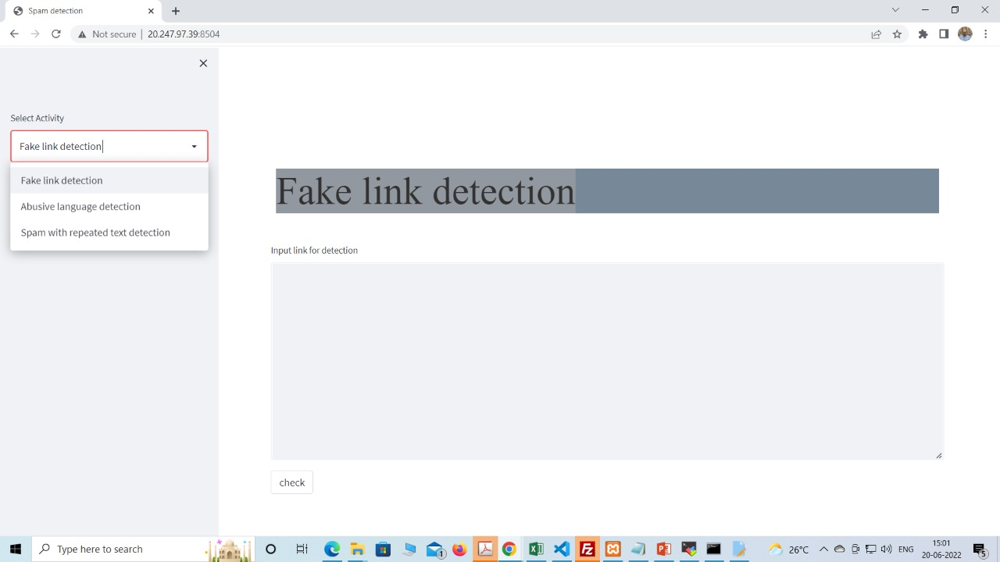 Spam detection
Not secure | 20.247.97.39:8504
Select Activity
Fake link detection
Fake link detection
Abusive language detection
Spam with repeated text detection
Fake link detection
Input link for detection
check
Type here to search
1
26°C
ENG
15:01
20-06-2022
5